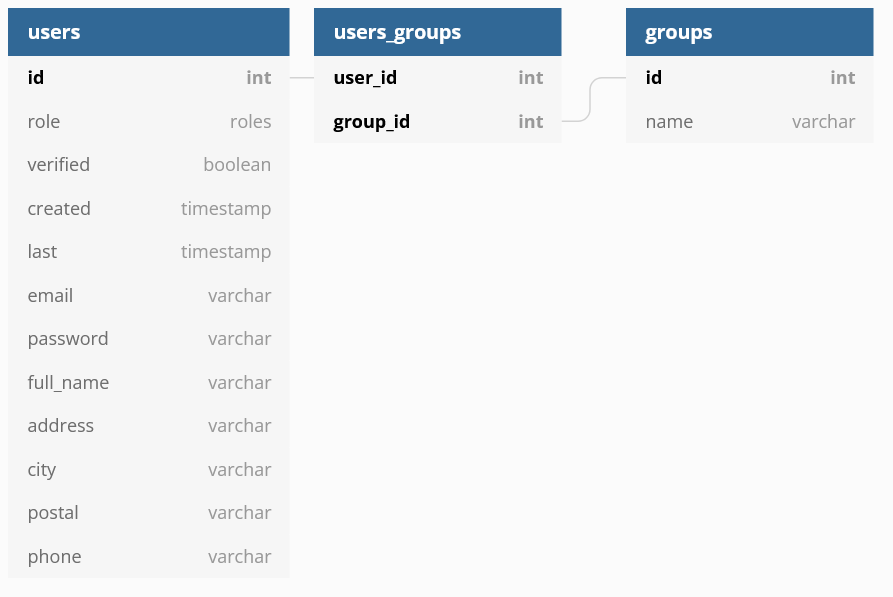 users
id int
role roles
verified boolean
created timestamp
last timestamp
email varchar
password varchar
full_name varchar
address varchar
city varchar
postal varchar
phone varchar
users_groups
user_id int
group_id int
groups
id int
name varchar